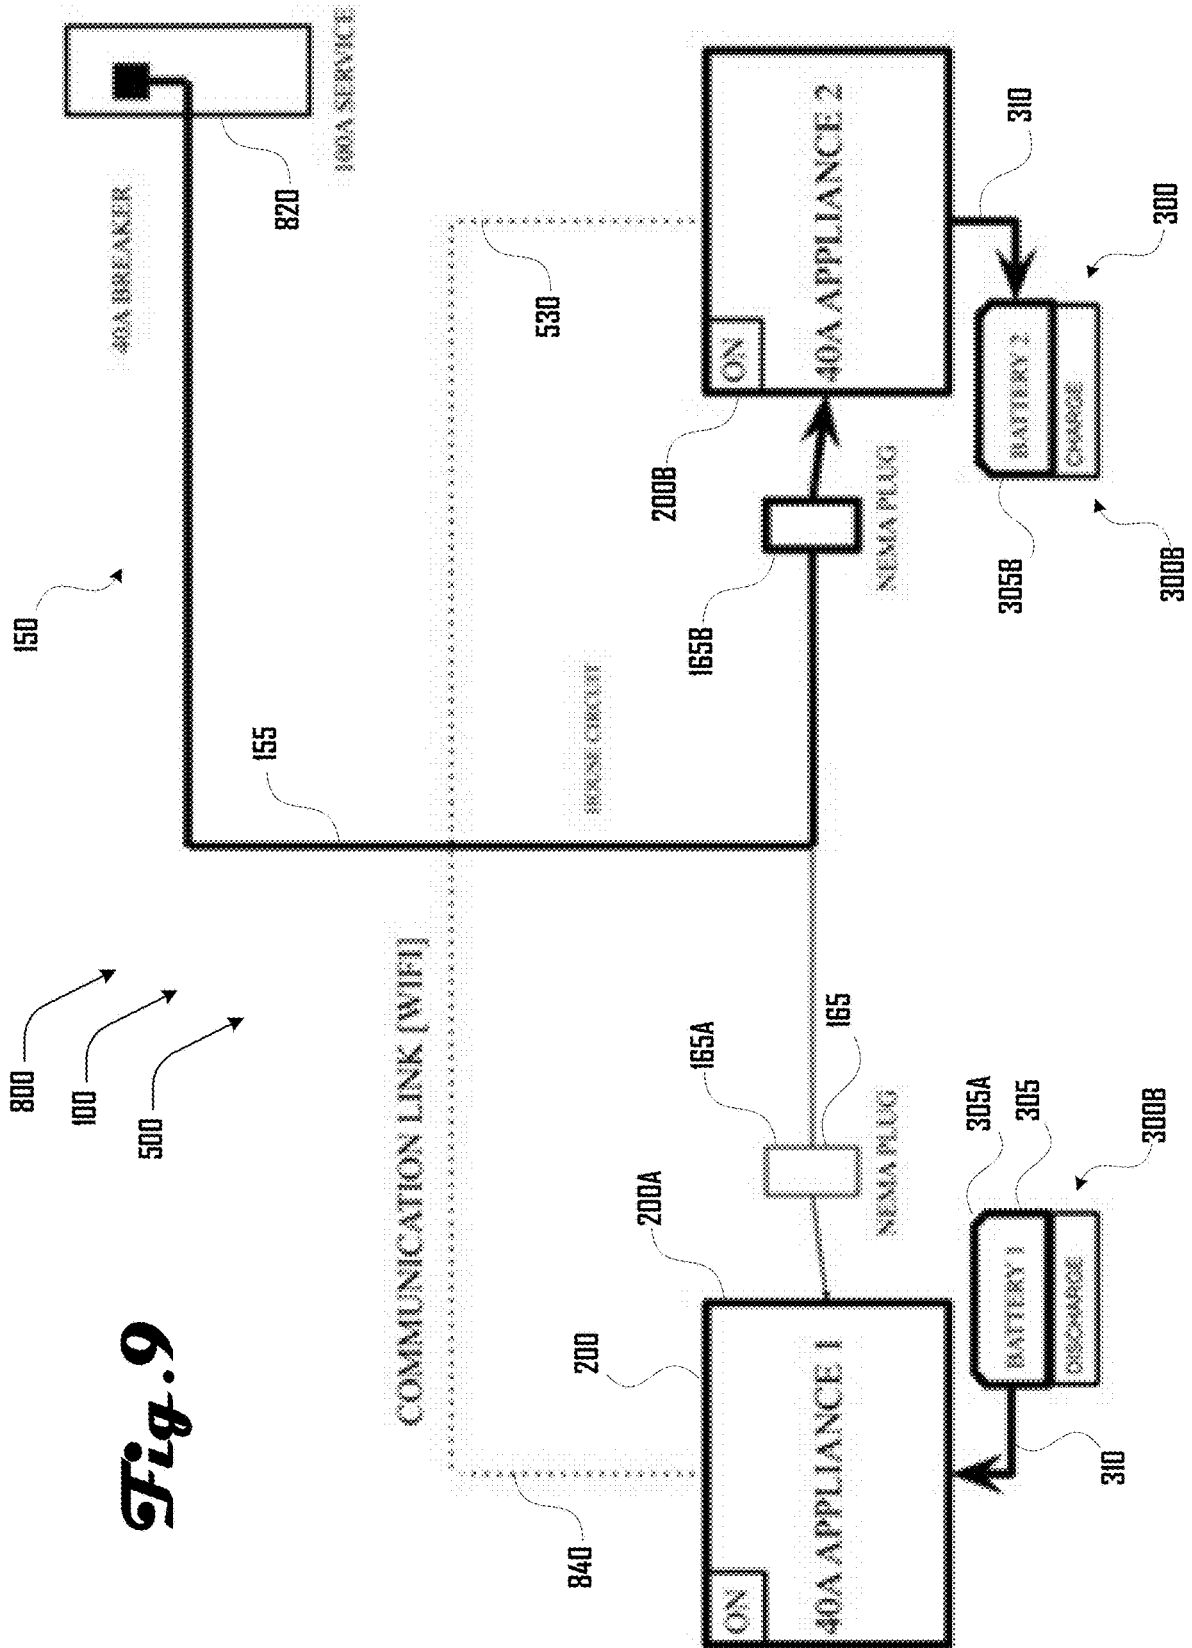 Fig.9
800
100
500
150
40A BREAKER
820
100A SERVICE
155
COMMUNICATION LINK [WIFI]
530
840
HOUSE CIRCUIT
200
200A
ON
40A APPLIANCE 1
165A
165
NEMA PLUG
165B
NEMA PLUG
200B
ON
40A APPLIANCE 2
310
BATTERY 1
DISCHARGE
305A
305
300B
305B
BATTERY 2
CHARGE
300B
310
300